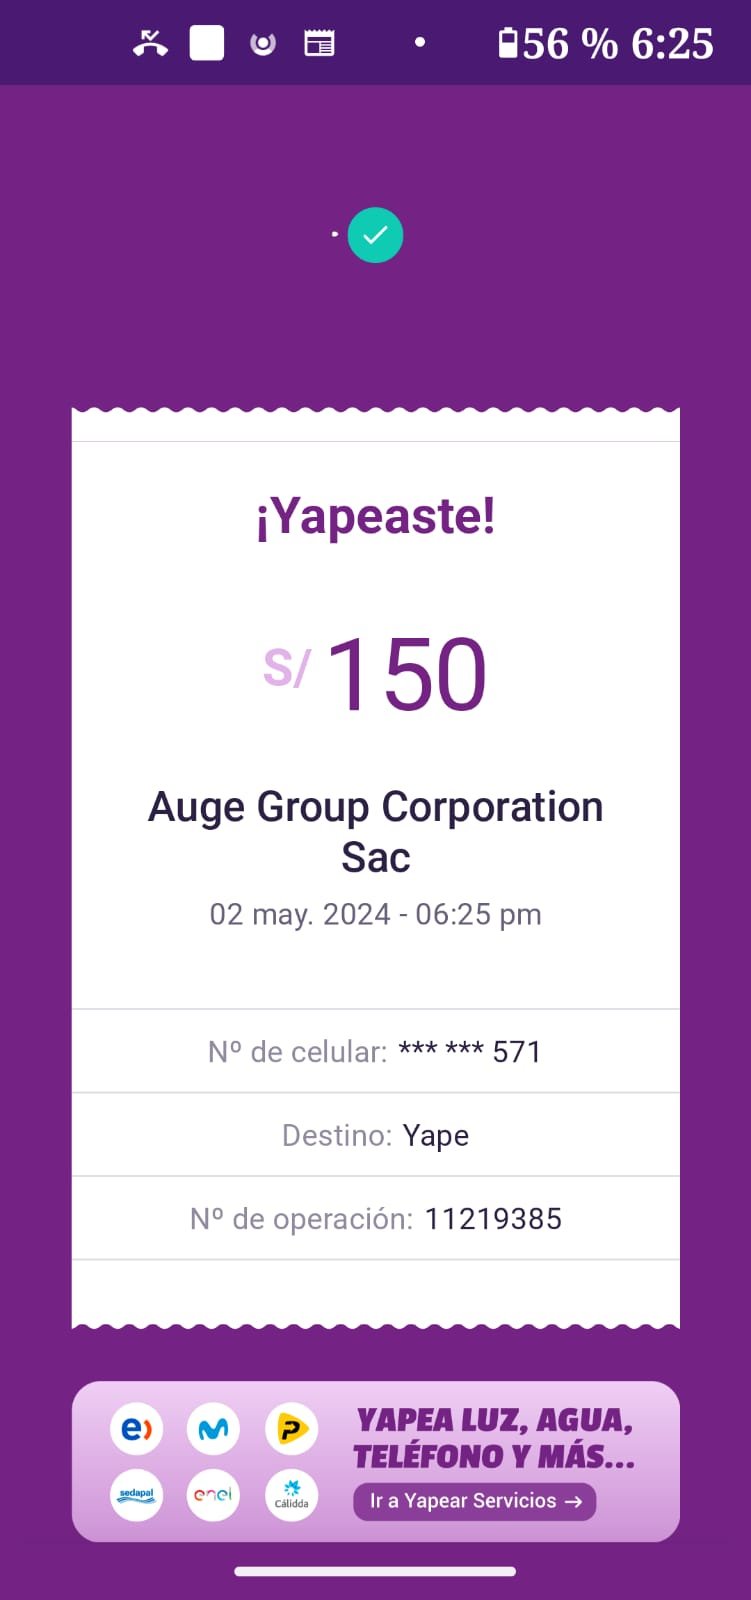 56 % 6:25
¡Yapeaste!
S/ 150
Auge Group Corporation
Sac
02 may. 2024 - 06:25 pm
Nº de celular: *** *** 571
Destino: Yape
Nº de operación: 11219385
e)
sedapal
enel
Cálidda
YAPEA LUZ, AGUA,
TELÉFONO Y MÁS...
Ir a Yapear Servicios →